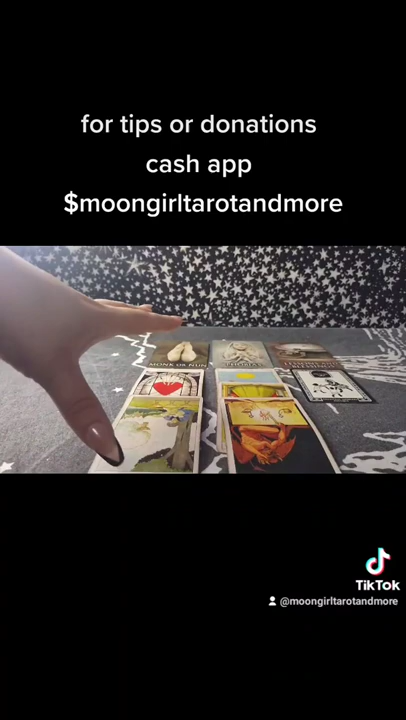 for tips or donations
cash app
$moongirltarotandmore
MONK OR NUN
TikTok
@moongirltarotandmore